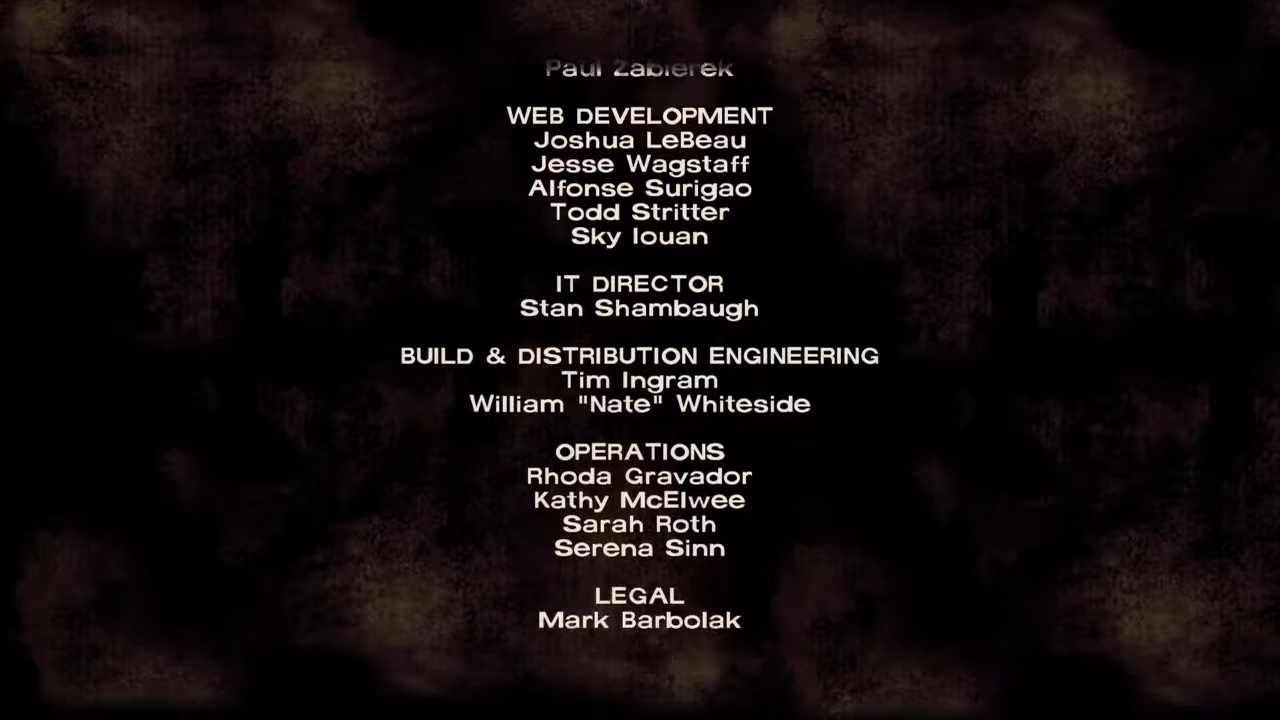 Paul Zabierek
WEB DEVELOPMENT
Joshua LeBeau
Jesse Wagstaff
Alfonse Surigao
Todd Stritter
Sky Iouan
IT DIRECTOR
Stan Shambaugh
BUILD & DISTRIBUTION ENGINEERING
Tim Ingram
William "Nate" Whiteside
OPERATIONS
Rhoda Gravador
Kathy McElwee
Sarah Roth
Serena Sinn
LEGAL
Mark Barbolak